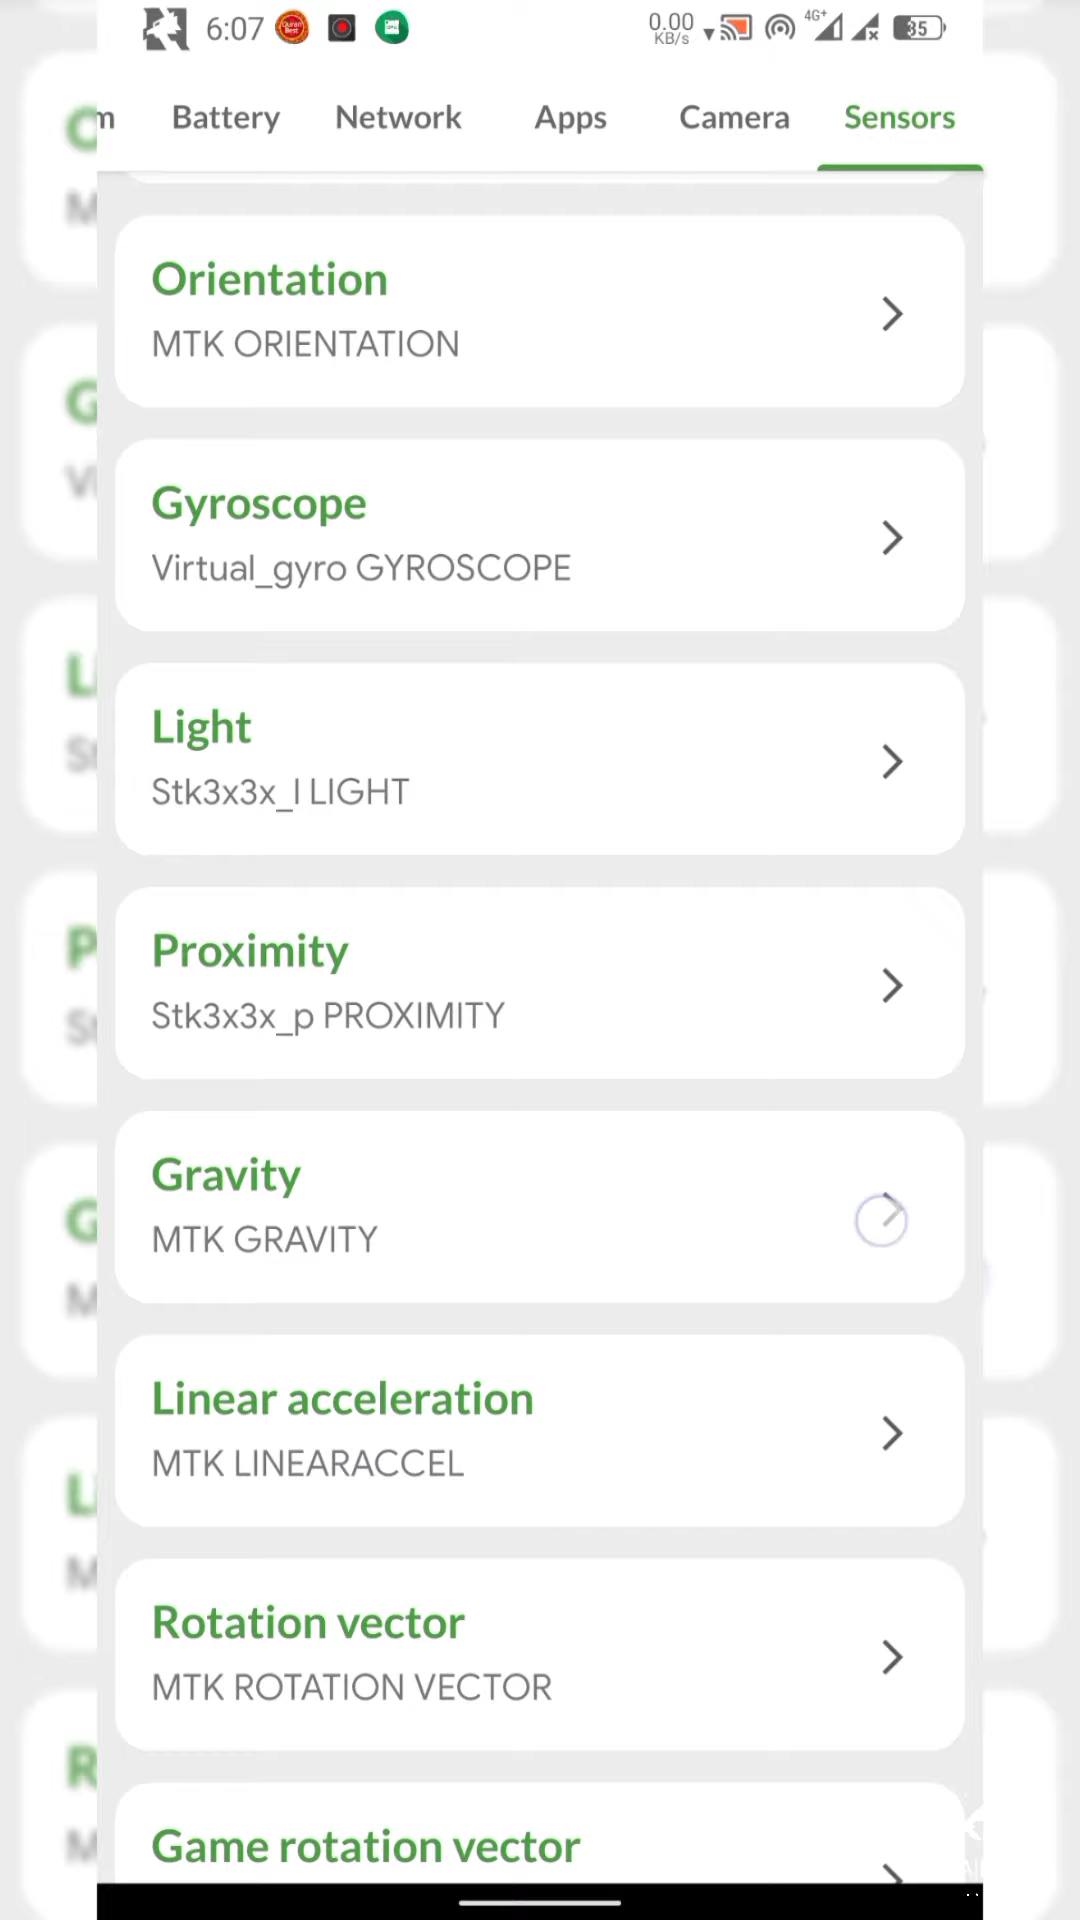 6:07
0.00
KB/s
4G+
35
m
Battery
Network
Apps
Camera
Sensors
Orientation
MTK ORIENTATION
Gyroscope
Virtual_gyro GYROSCOPE
Light
Stk3x3x_l LIGHT
Proximity
Stk3x3x_p PROXIMITY
Gravity
MTK GRAVITY
Linear acceleration
MTK LINEARACCEL
Rotation vector
MTK ROTATION VECTOR
Game rotation vector